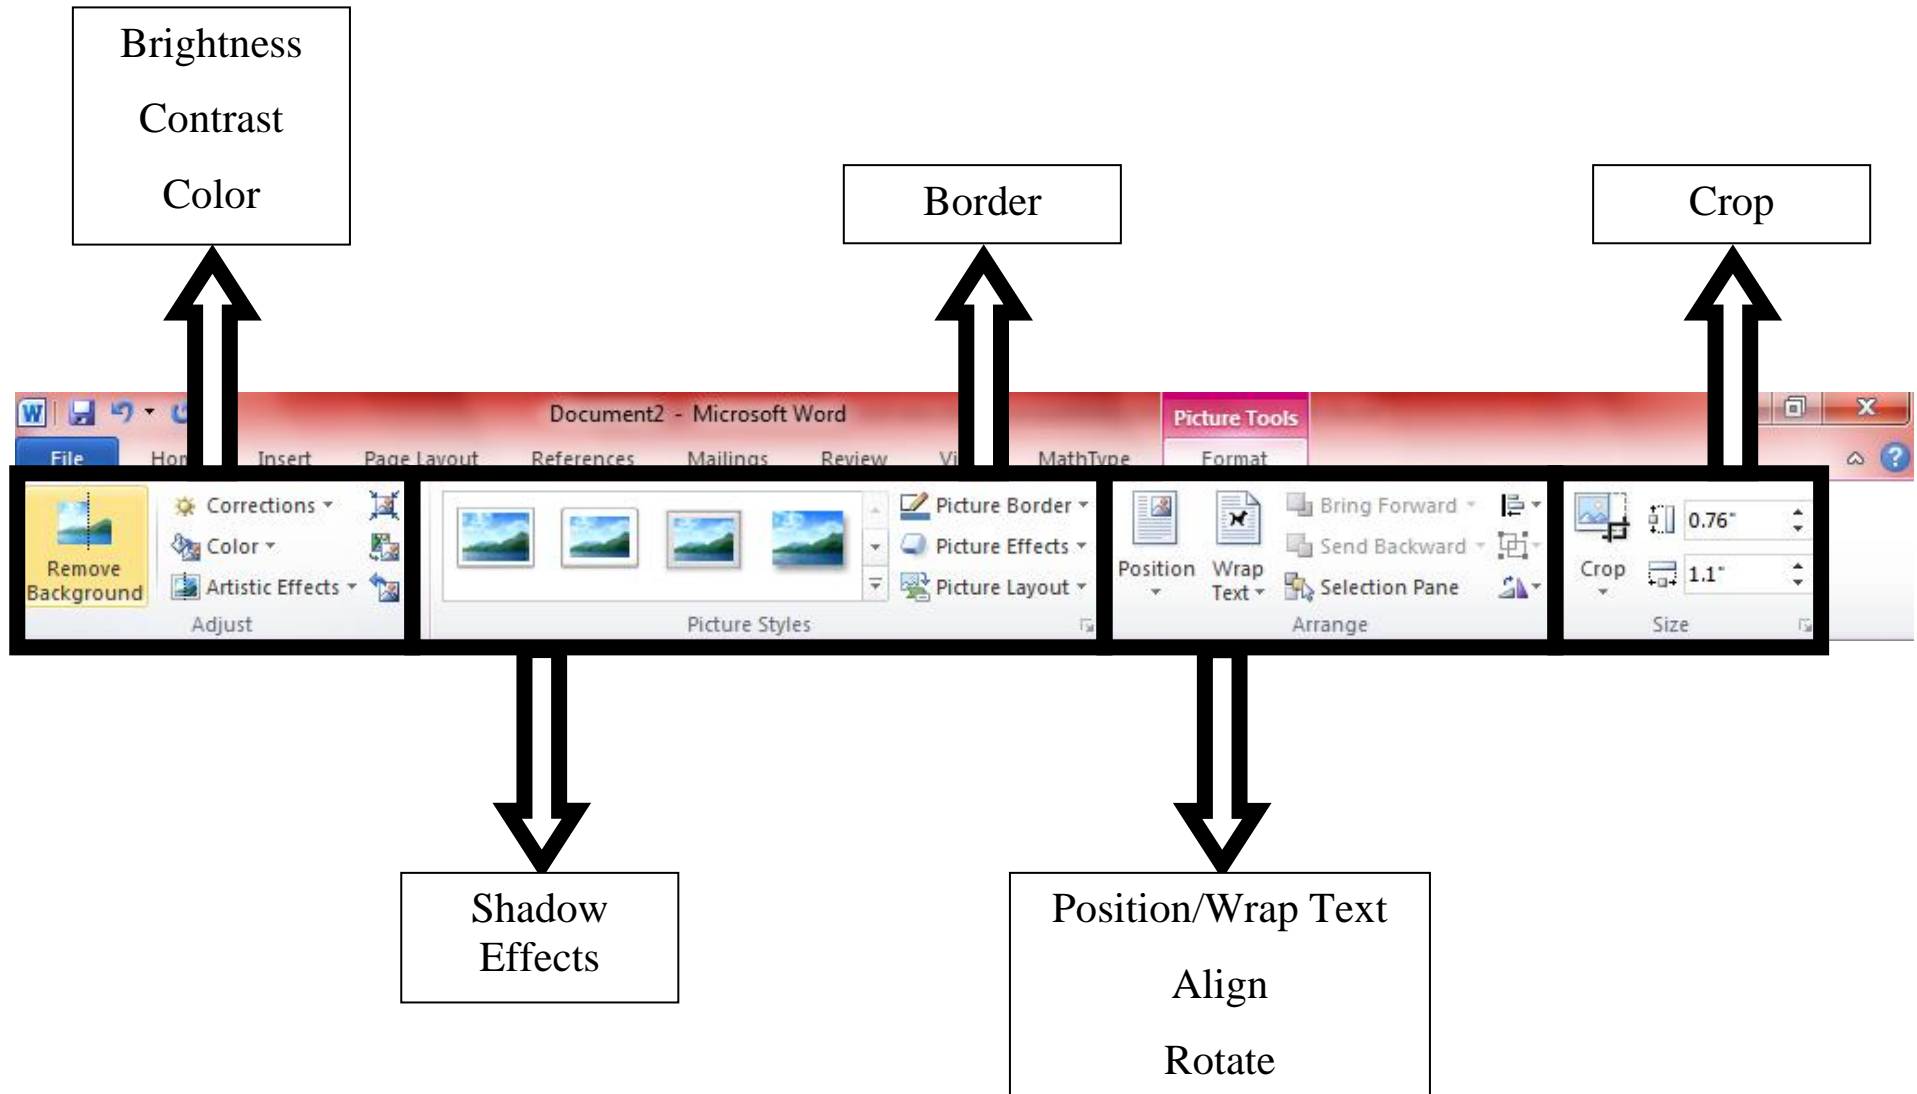 Brightness
Contrast
Color
Border
Crop
W
Document2 - Microsoft Word
Picture Tools
File
Insert
Page Layout
References
Mailings
Review
MathType
Format
?
Remove
Background
Corrections
Color
Artistic Effects
Adjust
Picture Border
Picture Effects
Picture Layout
Picture Styles
Position
Wrap
Text
Bring Forward
Send Backward
Selection Pane
Arrange
Crop
0.76"
1.1"
Size
Shadow
Effects
Position/Wrap Text
Align
Rotate